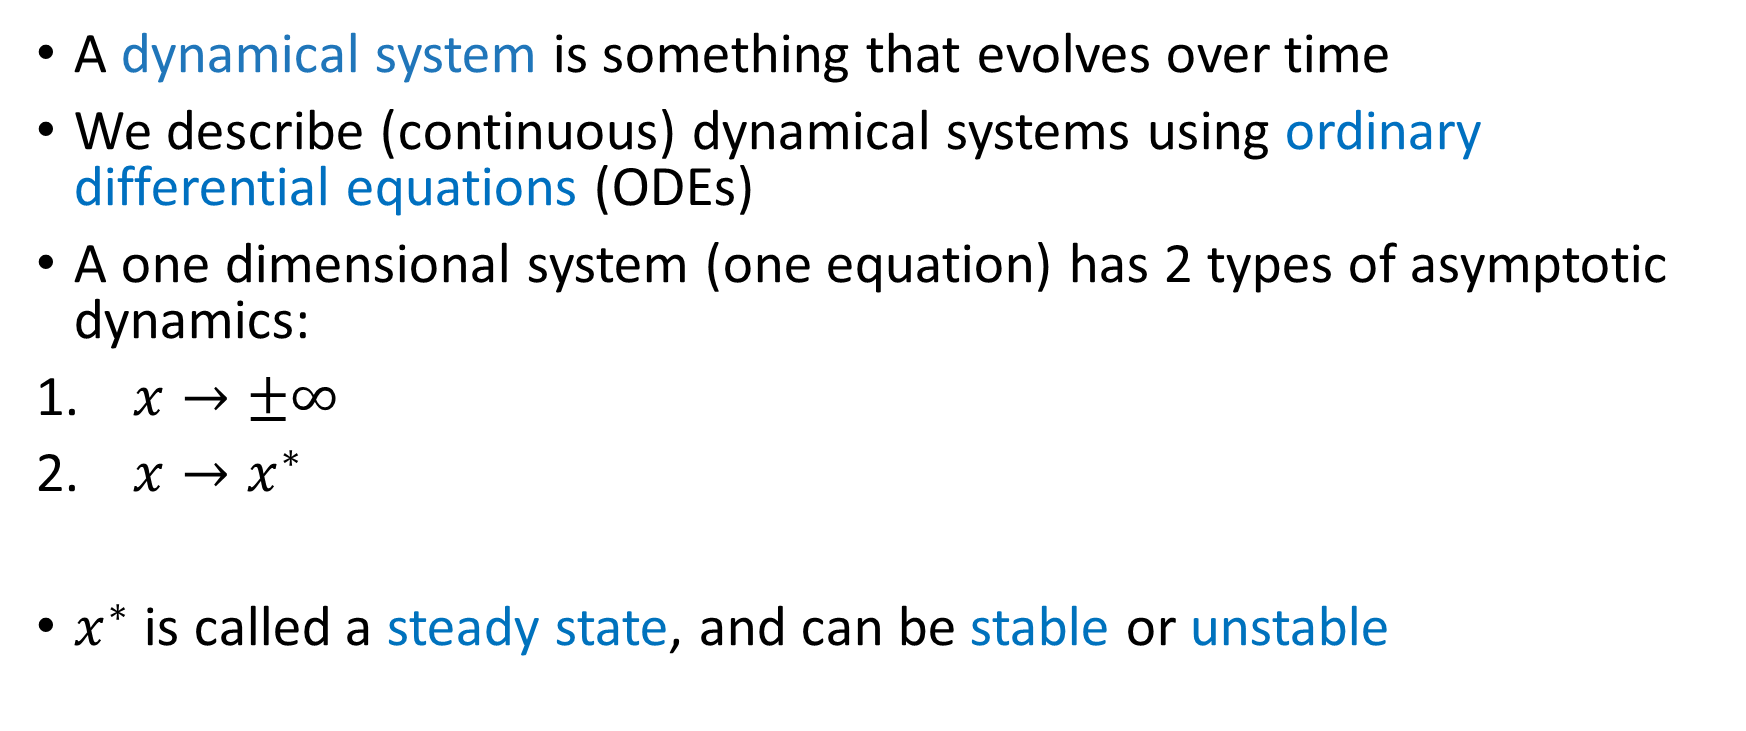 • A dynamical system is something that evolves over time
• We describe (continuous) dynamical systems using ordinary
differential equations (ODEs)
• A one dimensional system (one equation) has 2 types of asymptotic
dynamics:
1. x → ±∞
2. x → x*
• x* is called a steady state, and can be stable or unstable